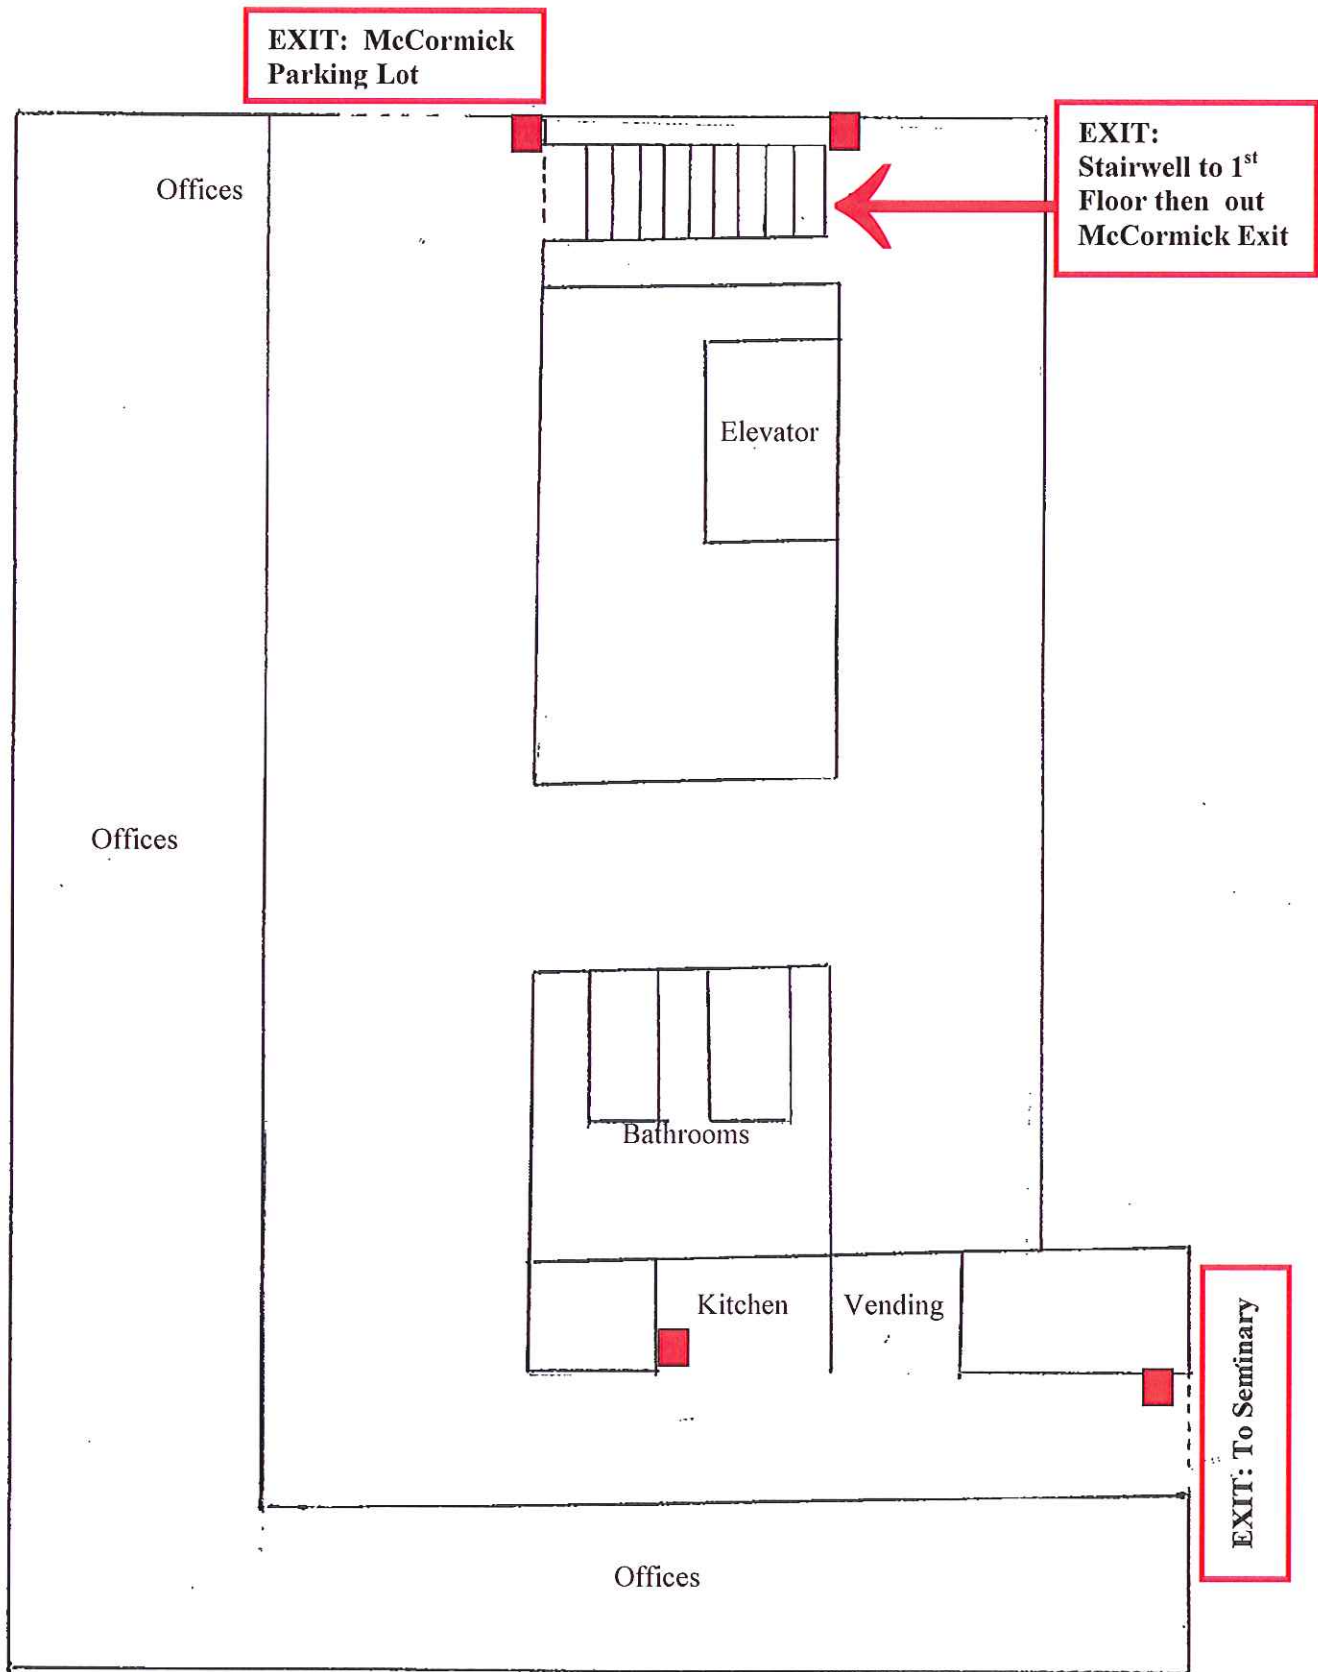 EXIT: McCormick
Parking Lot
EXIT:
Stairwell to 1st
Floor then out
McCormick Exit
Offices
Elevator
Offices
Bathrooms
Kitchen
Vending
EXIT: To Seminary
Offices